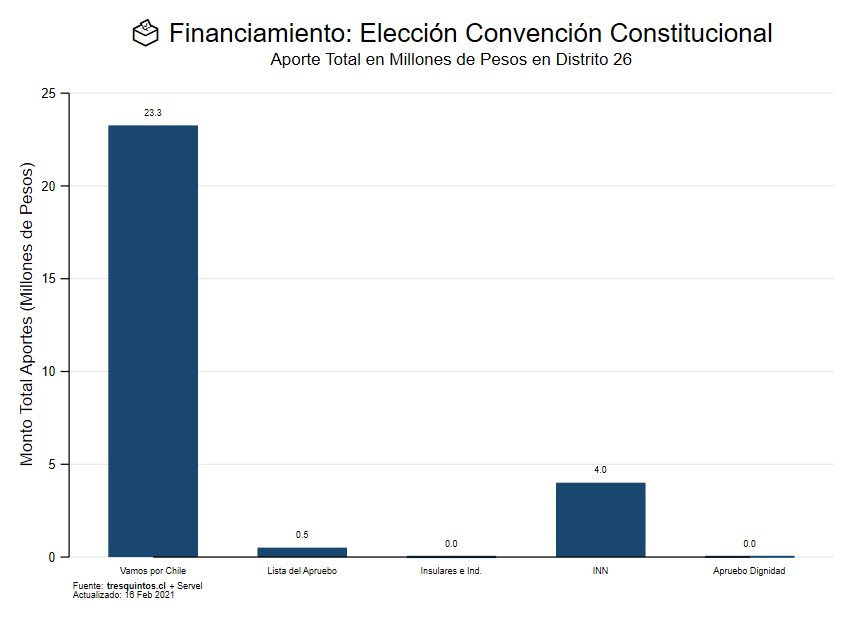 Financiamiento: Elección Convención Constitucional
Aporte Total en Millones de Pesos en Distrito 26
Monto Total Aportes (Millones de Pesos)
25
20
15
10
5
0
23.3
0.5
0.0
4.0
0.0
Vamos por Chile
Lista del Apruebo
Insulares e Ind.
INN
Apruebo Dignidad
Fuente: tresquintos.cl + Servel
Actualizado: 16 Feb 2021